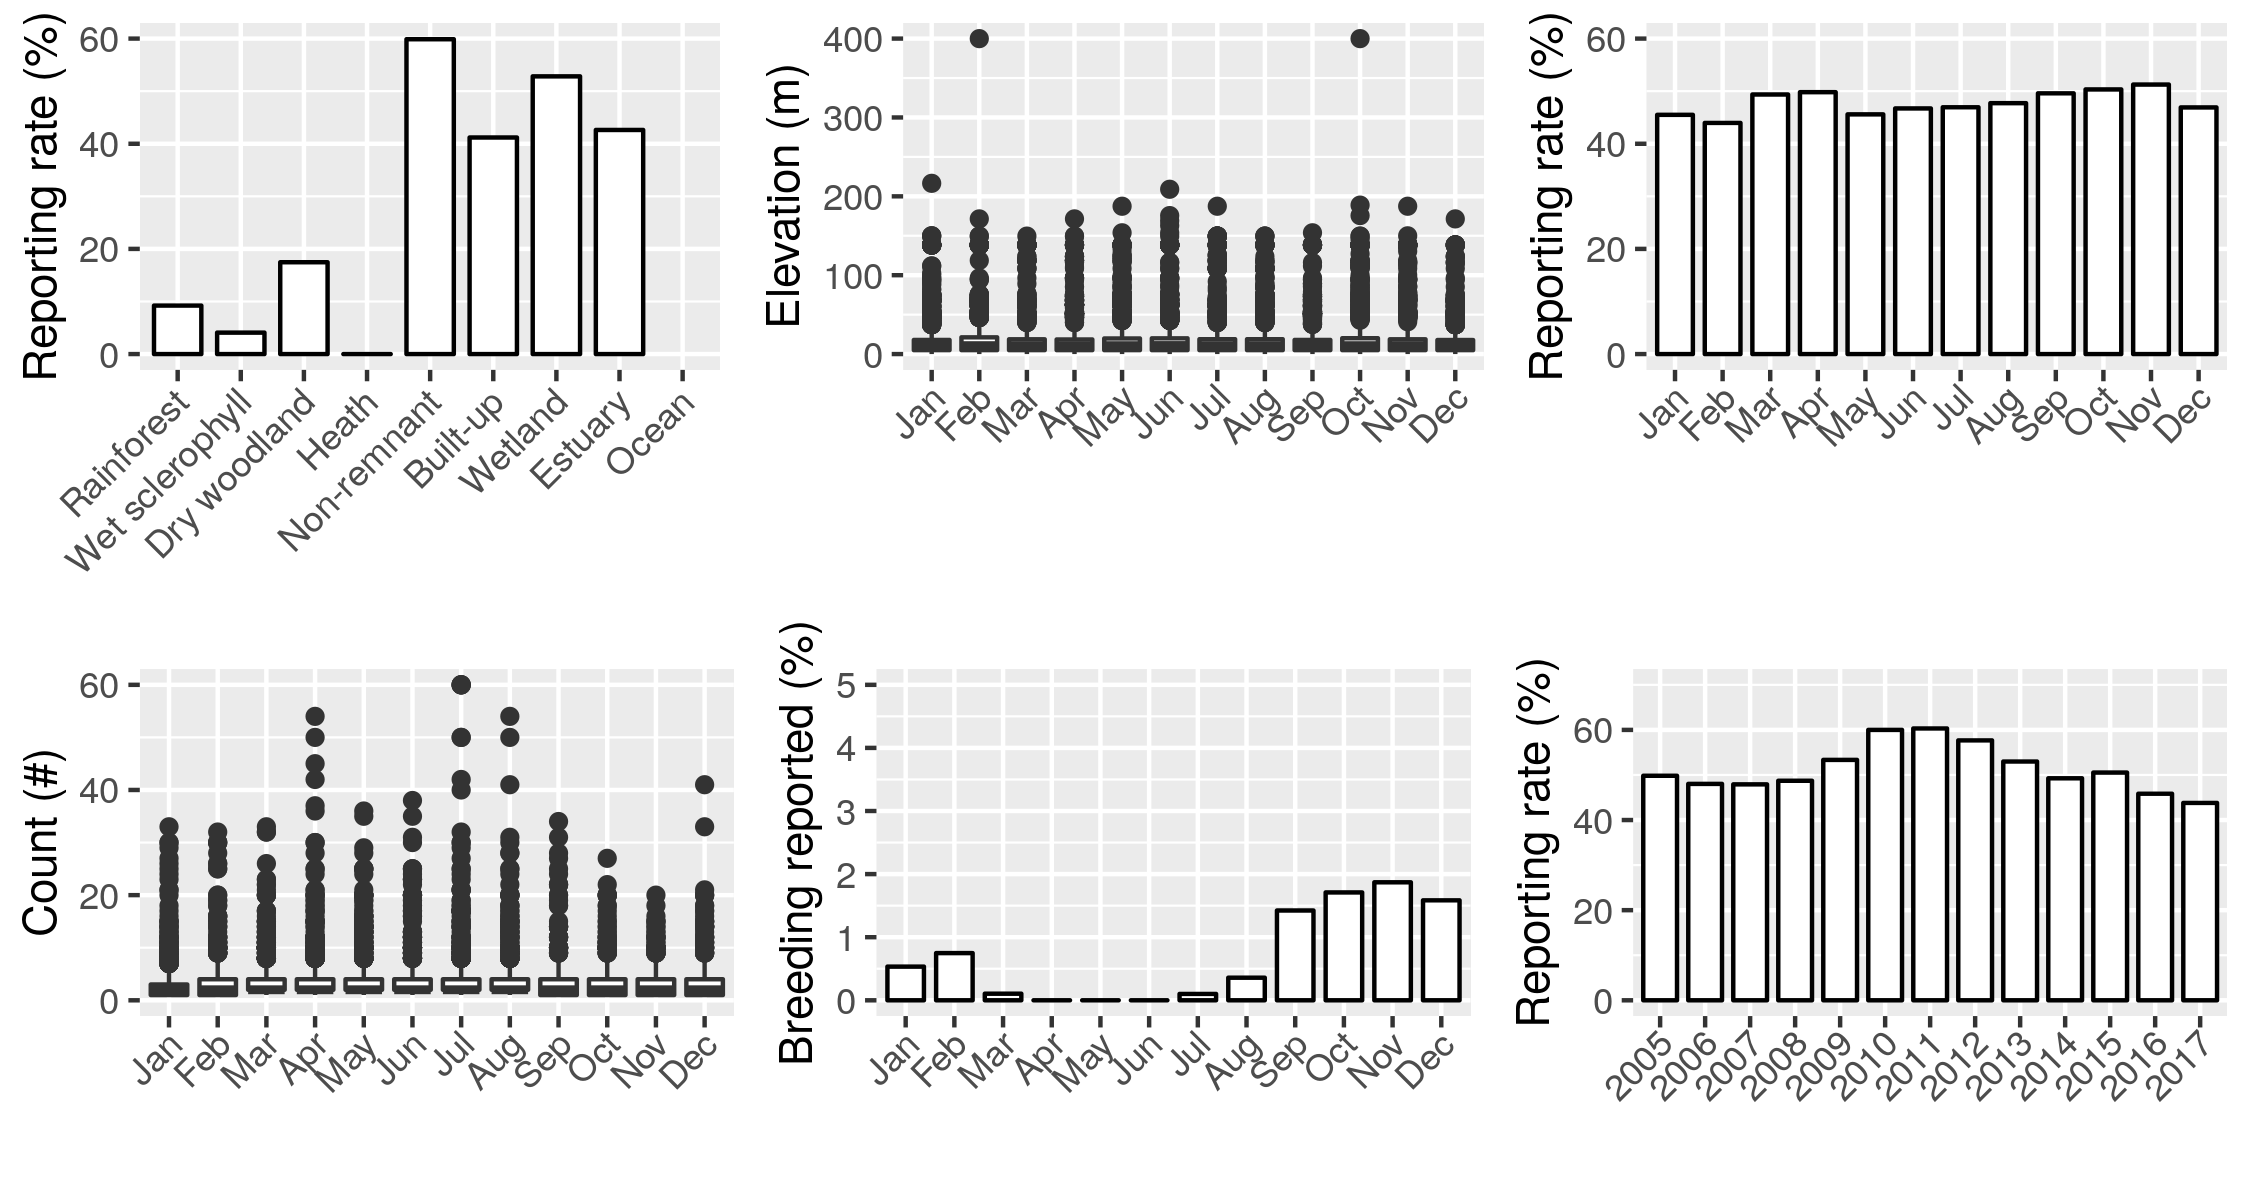 Reporting rate (%)
60
40
20
0
Rainforest
Wet sclerophyll
Dry woodland
Heath
Non-remnant
Built-up
Wetland
Estuary
Ocean
Elevation (m)
400
300
200
100
0
Jan
Feb
Mar
Apr
May
Jun
Jul
Aug
Sep
Oct
Nov
Dec
Reporting rate (%)
60
40
20
0
Jan
Feb
Mar
Apr
May
Jun
Jul
Aug
Sep
Oct
Nov
Dec
Count (#)
60
40
20
0
Jan
Feb
Mar
Apr
May
Jun
Jul
Aug
Sep
Oct
Nov
Dec
Breeding reported (%)
5
4
3
2
1
0
Jan
Feb
Mar
Apr
May
Jun
Jul
Aug
Sep
Oct
Nov
Dec
Reporting rate (%)
60
40
20
0
2005
2006
2007
2008
2009
2010
2011
2012
2013
2014
2015
2016
2017